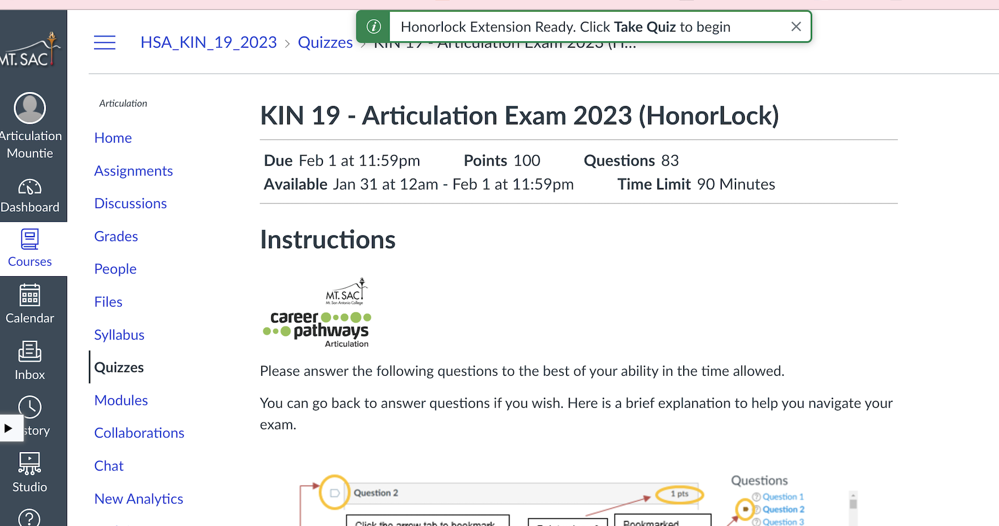 Honorlock Extension Ready. Click Take Quiz to begin
MT. SAC
HSA_KIN_19_2023 > Quizzes > KIN 19 - Articulation Exam 2023 (H...
Articulation
Mountie
Dashboard
Courses
Calendar
Inbox
story
Studio
Articulation
Home
Assignments
Discussions
Grades
People
Files
Syllabus
Quizzes
Modules
Collaborations
Chat
New Analytics
KIN 19 - Articulation Exam 2023 (HonorLock)
Due Feb 1 at 11:59pm Points 100 Questions 83
Available Jan 31 at 12am - Feb 1 at 11:59pm Time Limit 90 Minutes
Instructions
MT. SAC
Mt. San Antonio College
career
pathways
Articulation
Please answer the following questions to the best of your ability in the time allowed.
You can go back to answer questions if you wish. Here is a brief explanation to help you navigate your
exam.
Question 2 1 pts
Click the arrow tab to bookmark
Bookmarked
Questions
Question 1
Question 2
Question 3